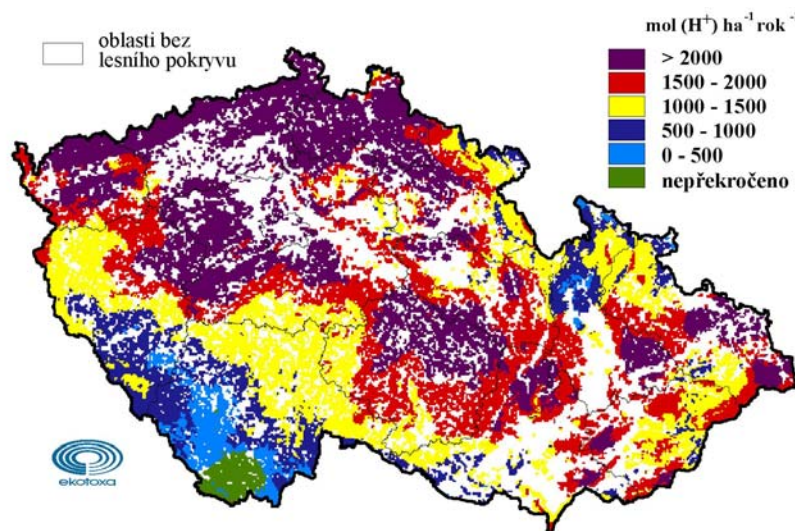 oblasti bez
lesního pokryvu
mol (H⁺) ha⁻¹ rok⁻
> 2000
1500 - 2000
1000 - 1500
500 - 1000
0 - 500
nepřekročeno
ekotoxa